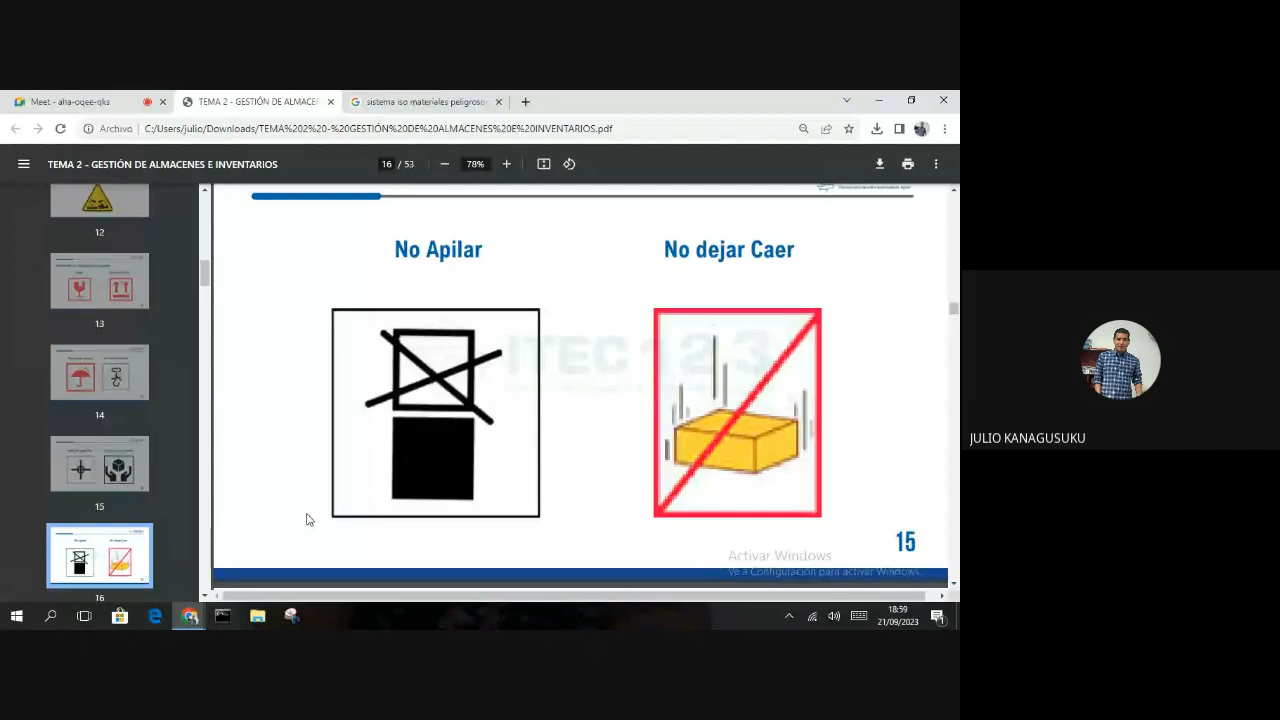 Meet - aha-oqee-qks
TEMA 2 - GESTIÓN DE ALMACEN
sistema iso materiales peligroso
Archivo
C:/Users/julio/Downloads/TEMA%202%20-%20GESTIÓN%20DE%20ALMACENES%20E%20INVENTARIOS.pdf
TEMA 2 - GESTIÓN DE ALMACENES E INVENTARIOS
16 / 53
78%
12
13
14
15
16
No Apilar
No dejar Caer
15
Activar Windows
Ve a Configuración para activar Windows.
18:59
21/09/2023
JULIO KANAGUSUKU